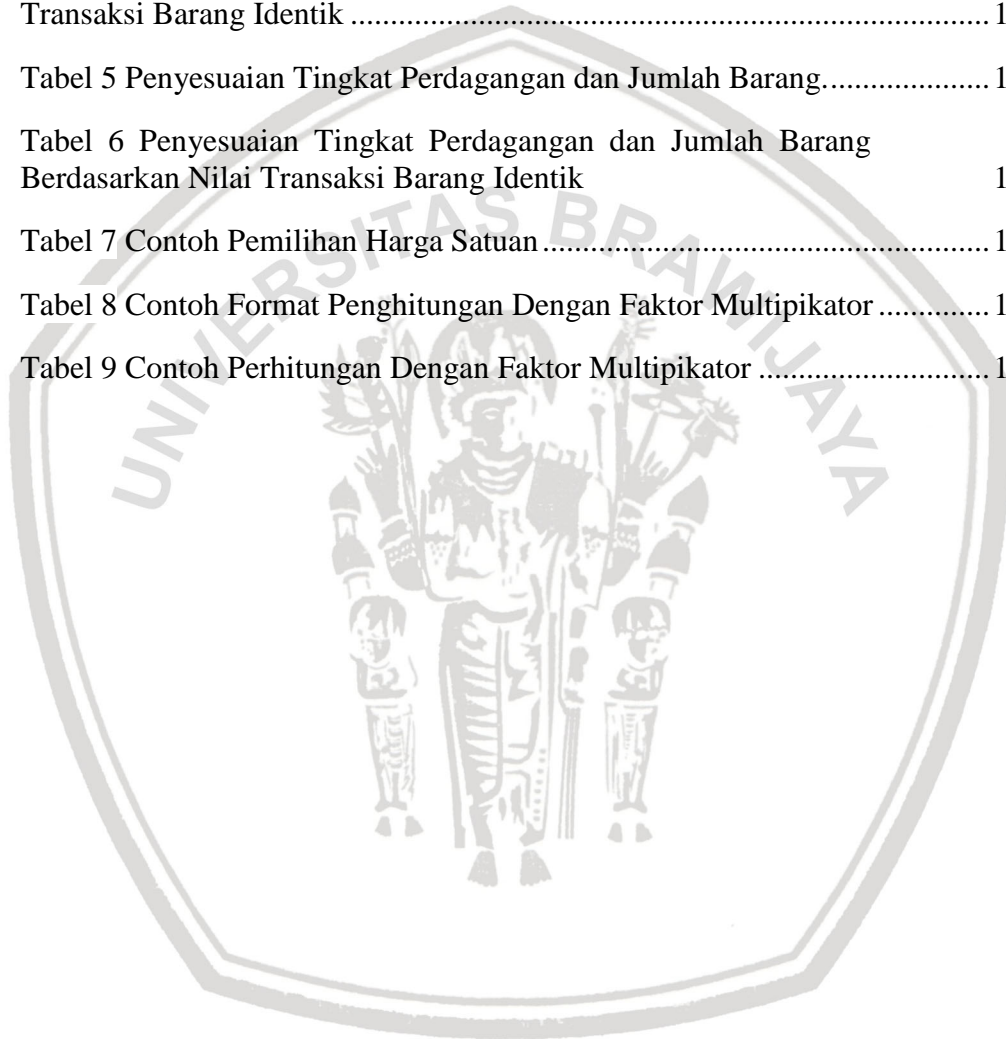 Transaksi Barang Identik ........................................................................ 1
Tabel 5 Penyesuaian Tingkat Perdagangan dan Jumlah Barang................... 1
Tabel 6 Penyesuaian Tingkat Perdagangan dan Jumlah Barang
Berdasarkan Nilai Transaksi Barang Identik 1
Tabel 7 Contoh Pemilihan Harga Satuan .................................................. 1
Tabel 8 Contoh Format Penghitungan Dengan Faktor Multipikator .............. 1
Tabel 9 Contoh Perhitungan Dengan Faktor Multipikator .......................... 1
UNIVERSITAS BRAWIJAYA